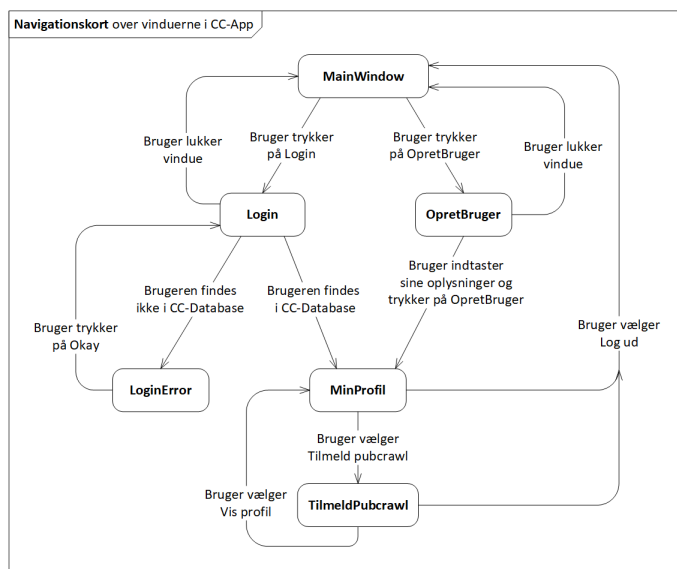 Navigationskort over vinduerne i CC-App
MainWindow
Bruger lukker
vindue
Bruger trykker
på Login
Bruger trykker
på OpretBruger
Bruger lukker
vindue
Login
OpretBruger
Brugeren findes
ikke i CC-Database
Brugeren findes
i CC-Database
Bruger indtaster
sine oplysninger og
trykker på OpretBruger
Bruger trykker
på Okay
Bruger vælger
Log ud
LoginError
MinProfil
Bruger vælger
Tilmeld pubcrawl
Bruger vælger
Vis profil
TilmeldPubcrawl